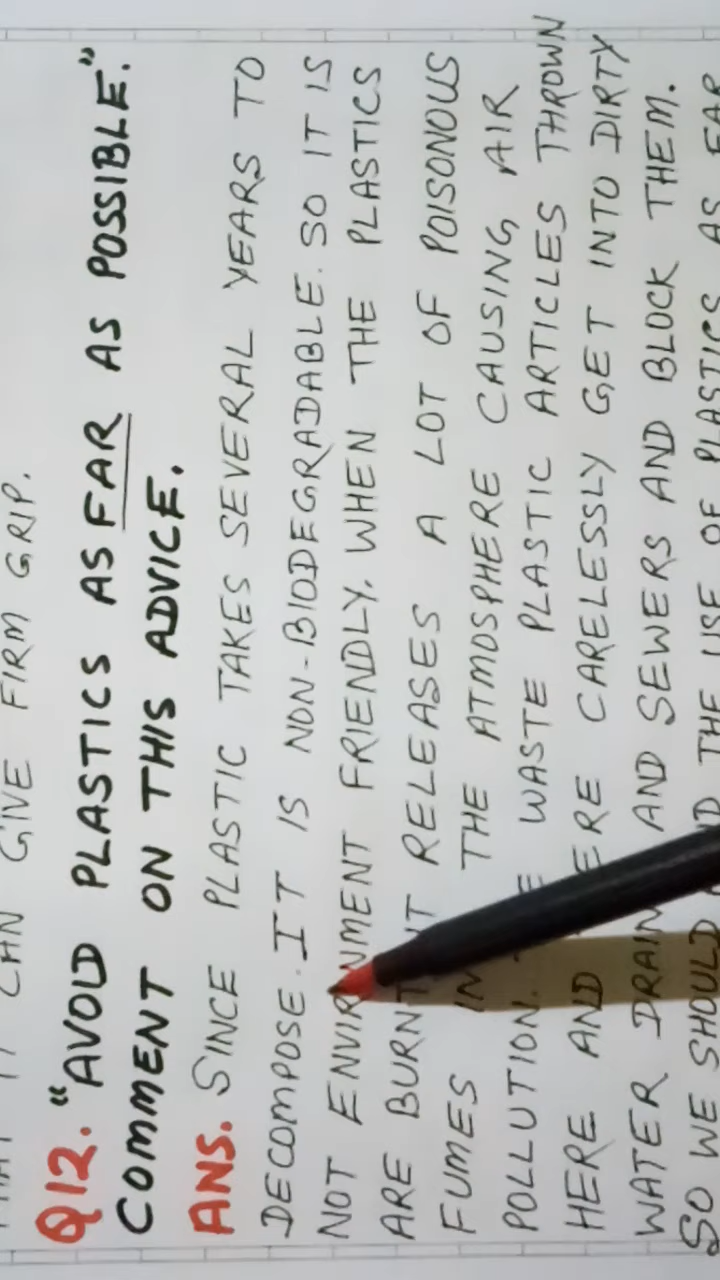 CAN GIVE FIRM GRIP.
Q12. "AVOID PLASTICS AS FAR AS POSSIBLE."
COMMENT ON THIS ADVICE.
ANS. SINCE PLASTIC TAKES SEVERAL YEARS TO
DECOMPOSE. IT IS NON-BIODEGRADABLE. SO IT IS
NOT ENVIRONMENT FRIENDLY. WHEN THE PLASTICS
ARE BURNT IT RELEASES A LOT OF POISONOUS
FUMES IN THE ATMOSPHERE CAUSING AIR
POLLUTION. WASTE PLASTIC ARTICLES THROWN
HERE AND CARELESSLY GET INTO DIRTY
WATER DRAIN AND SEWERS AND BLOCK THEM.
SO WE SHOULD THE USE OF PLASTICS AS FAR